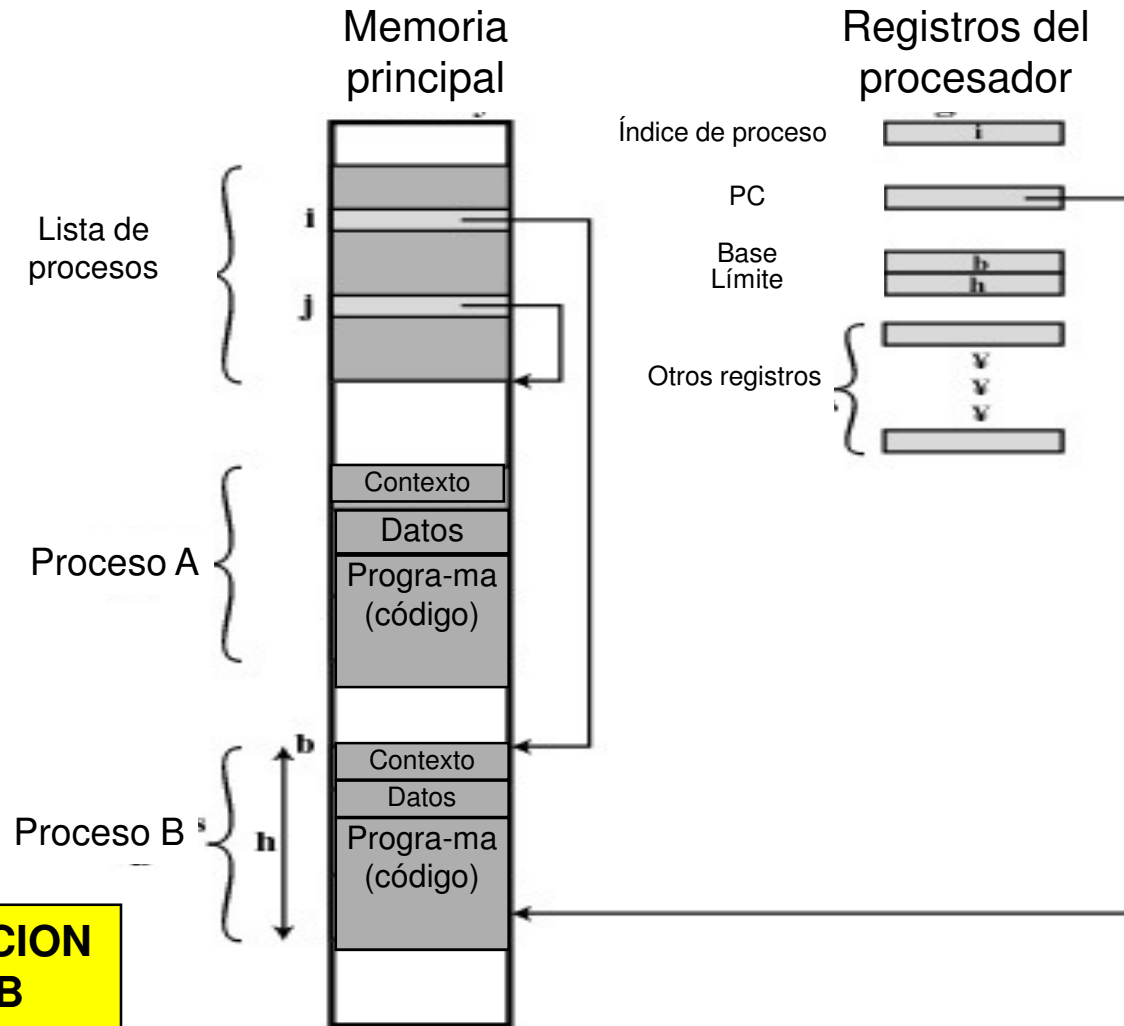 Memoria
principal
Registros del
procesador
Índice de proceso
i
PC
Base
Límite
b
h
Otros registros
¥
¥
¥
Lista de
procesos
i
j
Proceso A
Contexto
Datos
Progra-ma
(código)
b
Proceso B
h
Contexto
Datos
Progra-ma
(código)
CION
B